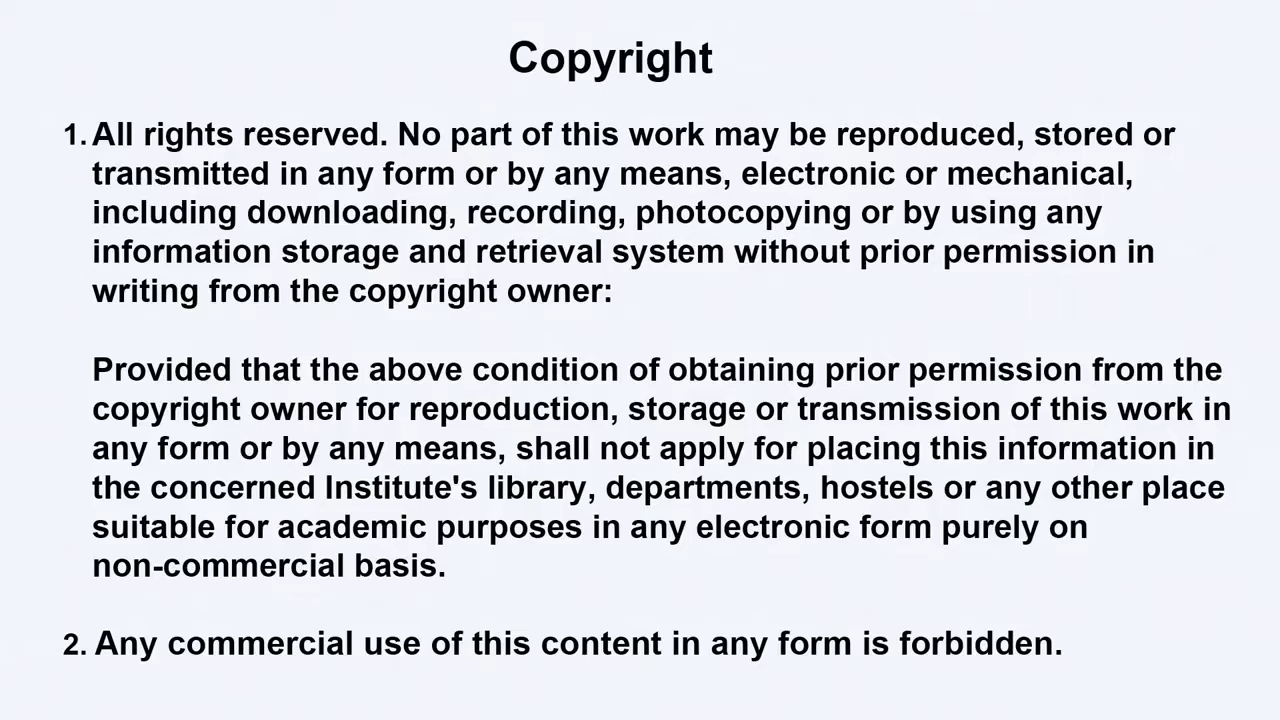 Copyright
1. All rights reserved. No part of this work may be reproduced, stored or
transmitted in any form or by any means, electronic or mechanical,
including downloading, recording, photocopying or by using any
information storage and retrieval system without prior permission in
writing from the copyright owner:
Provided that the above condition of obtaining prior permission from the
copyright owner for reproduction, storage or transmission of this work in
any form or by any means, shall not apply for placing this information in
the concerned Institute's library, departments, hostels or any other place
suitable for academic purposes in any electronic form purely on
non-commercial basis.
2. Any commercial use of this content in any form is forbidden.